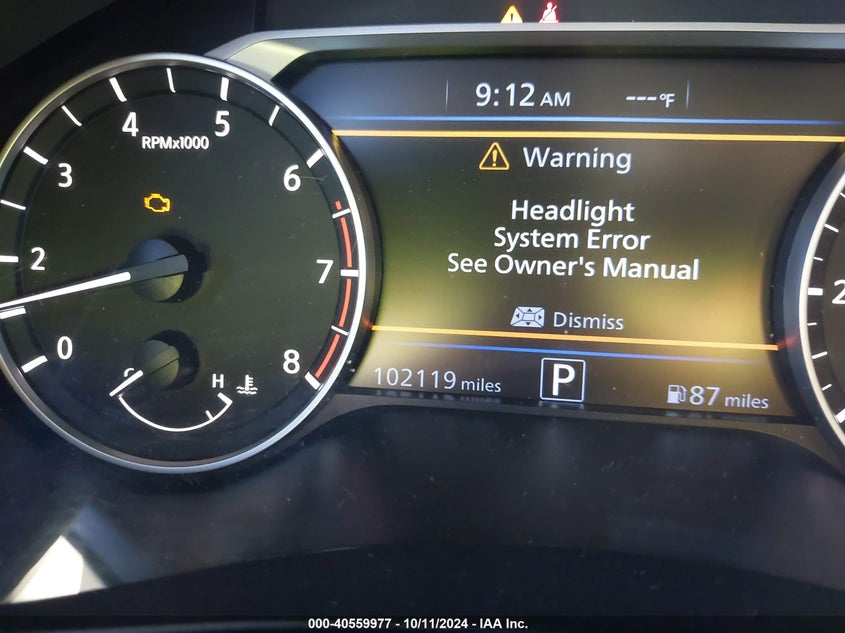 9:12 AM
---°F
Warning
Headlight
System Error
See Owner's Manual
Dismiss
102119 miles
P
87 miles
RPMx1000
0
2
3
4
5
6
7
8
H
2
000-40559977 - 10/11/2024 - IAA Inc.